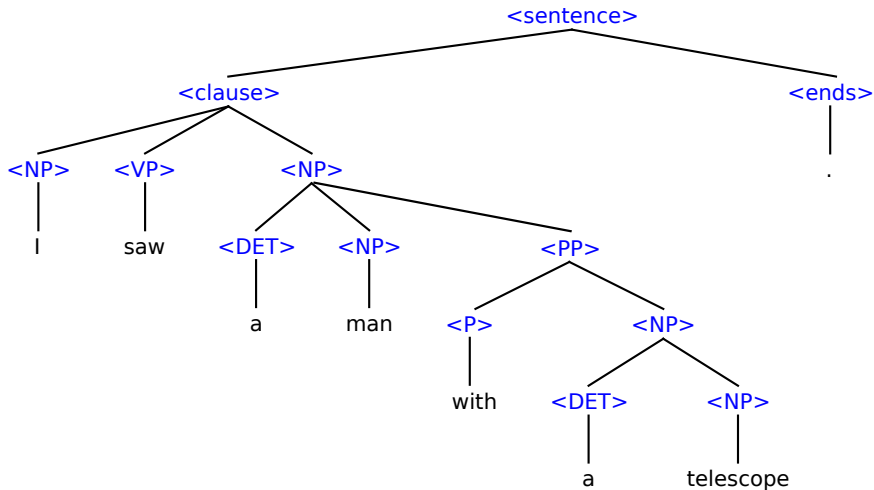 <sentence>
<clause> <ends>
<NP> <VP> <NP> .
I saw <DET> <NP> <PP>
a man <P> <NP>
with <DET> <NP>
a telescope